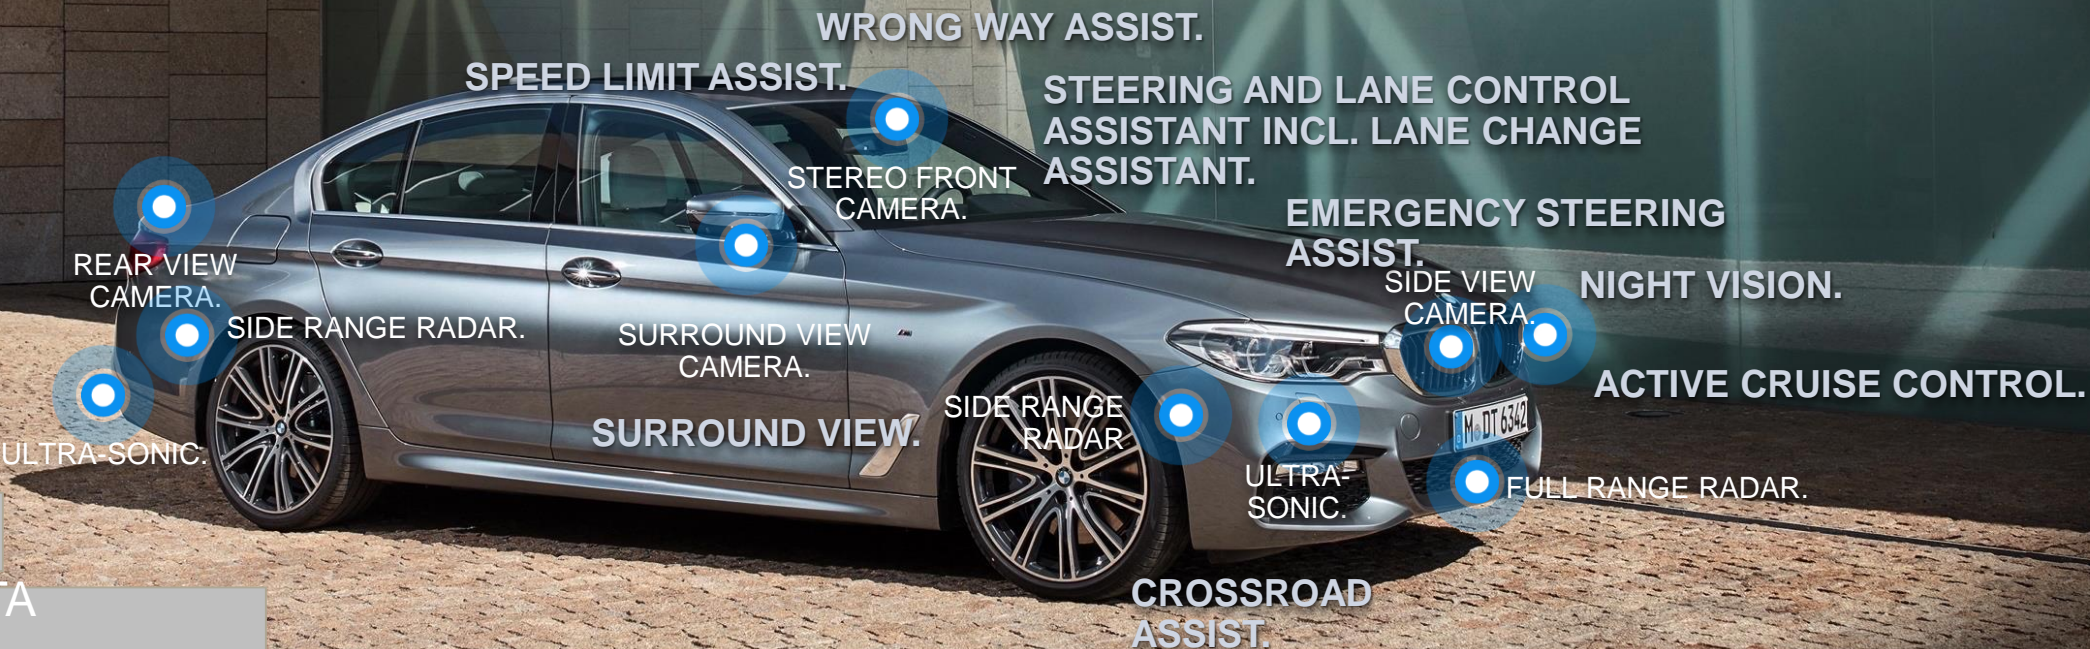 WRONG WAY ASSIST.
SPEED LIMIT ASSIST.
STEERING AND LANE CONTROL
ASSISTANT INCL. LANE CHANGE
ASSISTANT.
STEREO FRONT
CAMERA.
EMERGENCY STEERING
ASSIST.
REAR VIEW
CAMERA.
SIDE VIEW
CAMERA.
NIGHT VISION.
SIDE RANGE RADAR.
SURROUND VIEW
CAMERA.
ACTIVE CRUISE CONTROL.
SIDE RANGE
RADAR
SURROUND VIEW.
M DT 6342
ULTRA-SONIC.
ULTRA-
SONIC.
FULL RANGE RADAR.
CROSSROAD
ASSIST.
TA